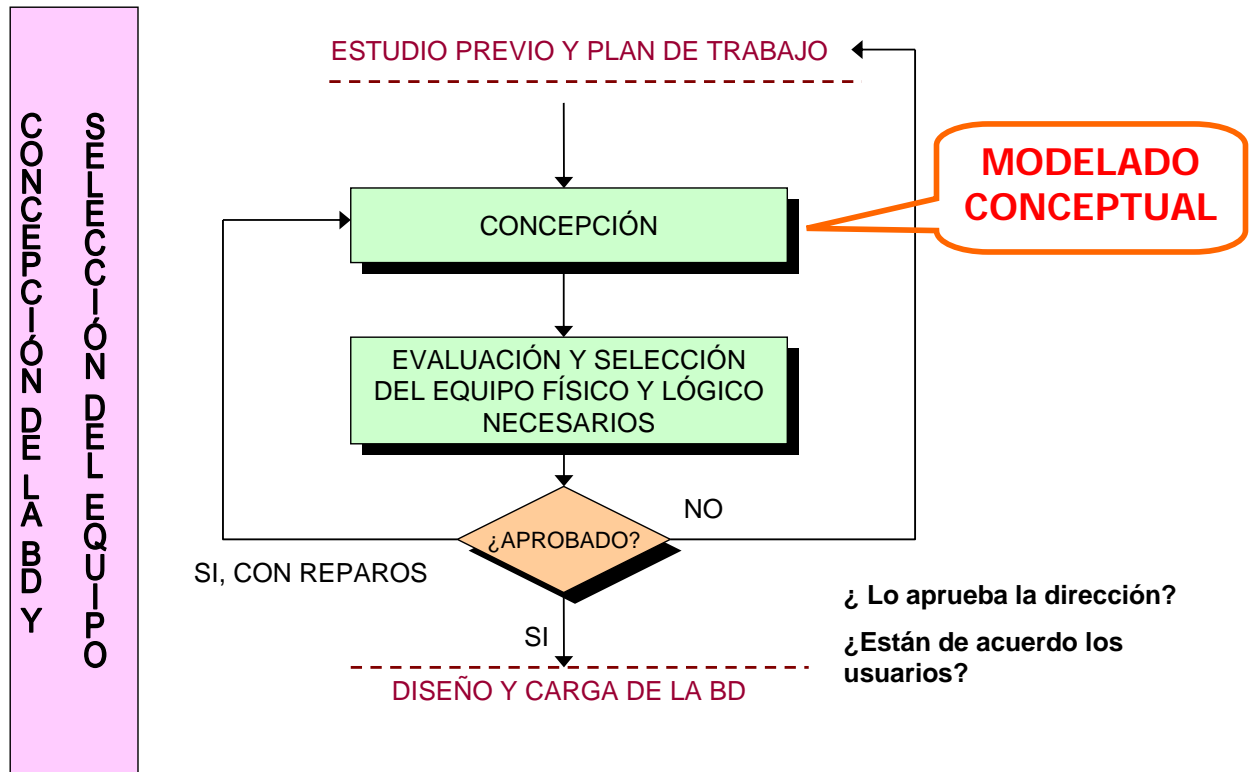 CONCEPCIÓN DE LA BD Y
SELECCIÓN DEL EQUIPO
ESTUDIO PREVIO Y PLAN DE TRABAJO
MODELADO
CONCEPTUAL
CONCEPCIÓN
EVALUACIÓN Y SELECCIÓN
DEL EQUIPO FÍSICO Y LÓGICO
NECESARIOS
¿APROBADO?
NO
SI, CON REPAROS
SI
¿ Lo aprueba la dirección?
¿Están de acuerdo los
usuarios?
DISEÑO Y CARGA DE LA BD